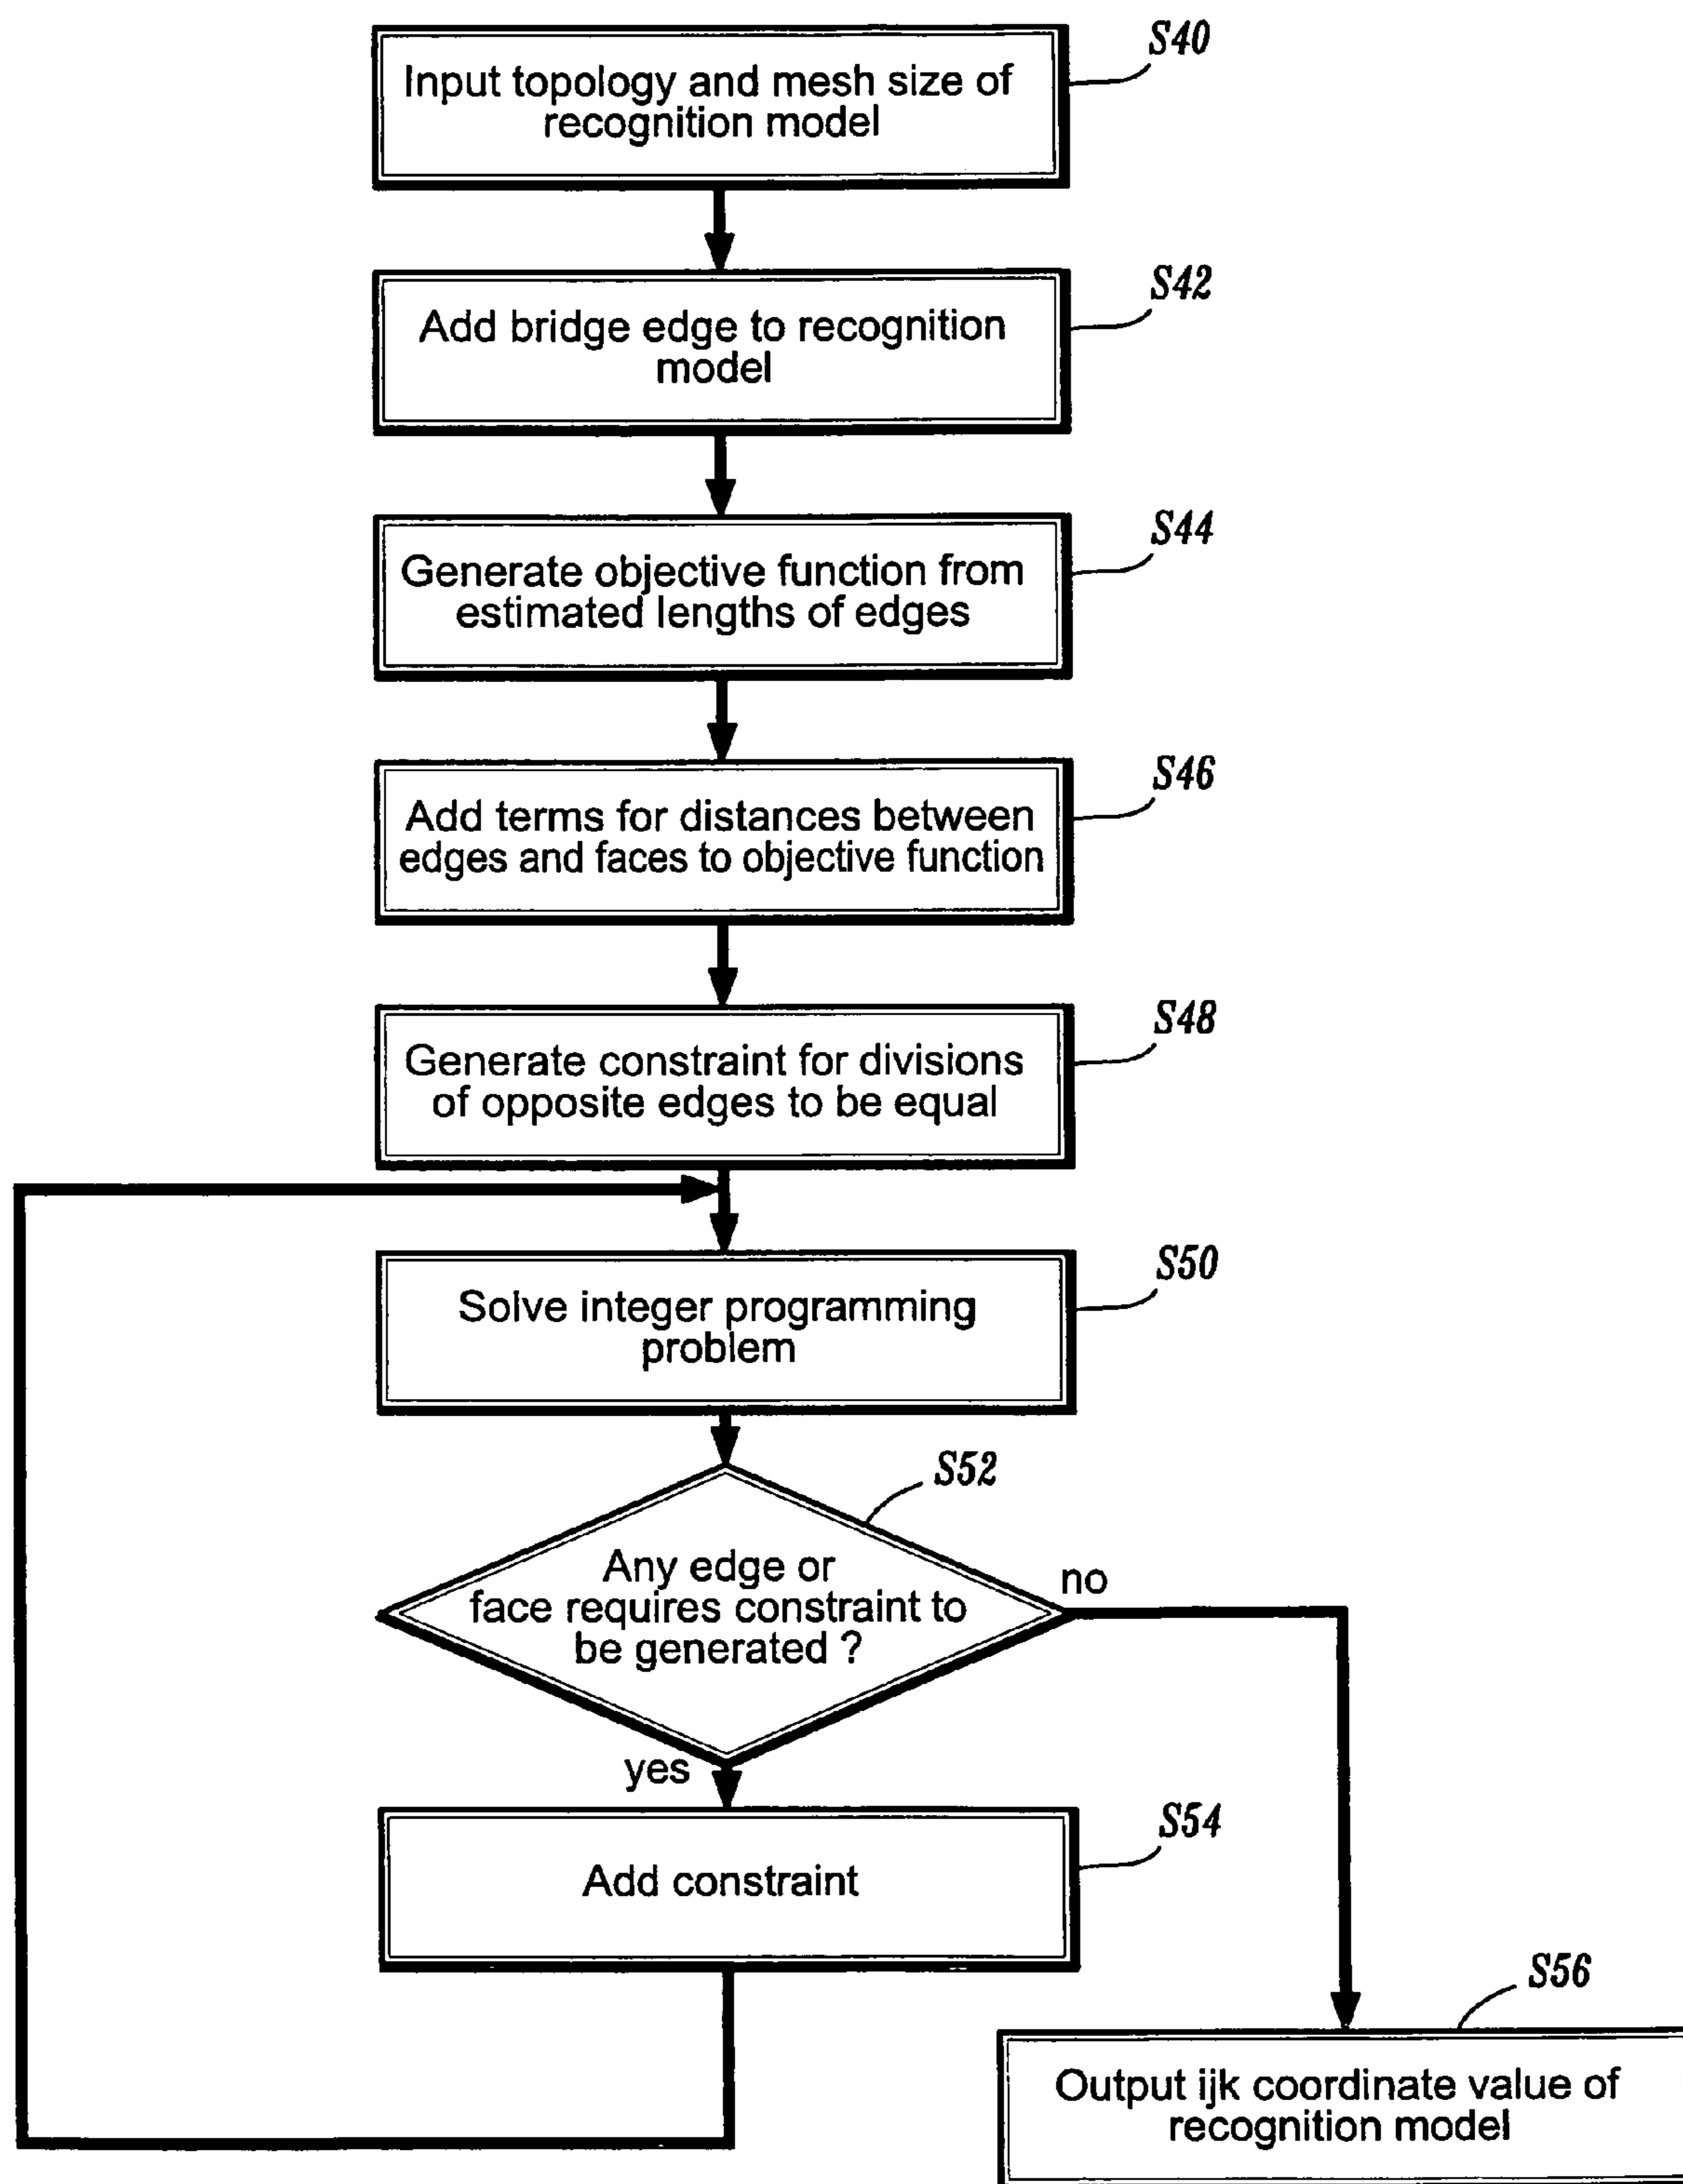 S40
Input topology and mesh size of
recognition model
S42
Add bridge edge to recognition
model
S44
Generate objective function from
estimated lengths of edges
S46
Add terms for distances between
edges and faces to objective function
S48
Generate constraint for divisions
of opposite edges to be equal
S50
Solve integer programming
problem
S52
Any edge or
face requires constraint to
be generated ?
no
yes
S54
Add constraint
S56
Output ijk coordinate value of
recognition model